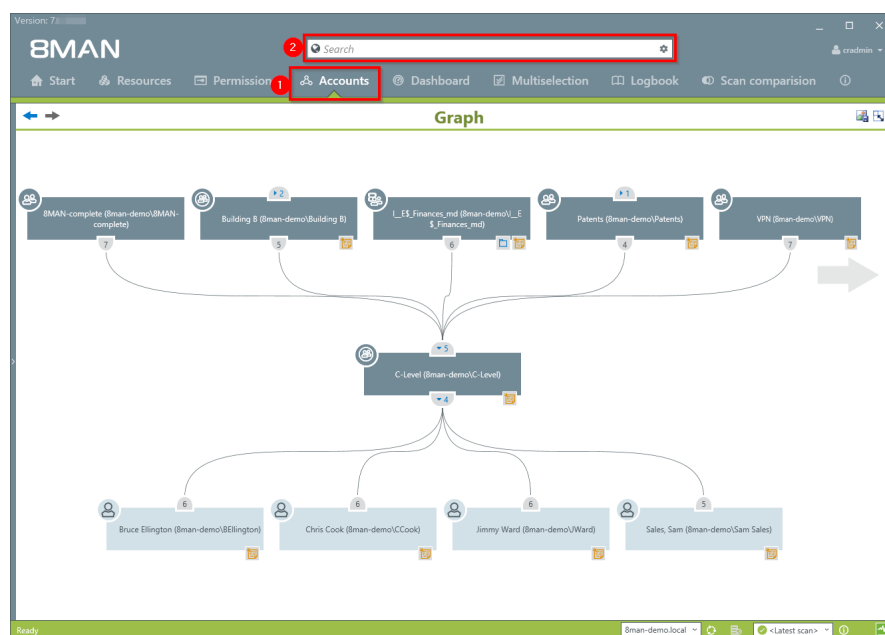 Version: 7.
8MAN
2
Search
cradmin
Start
Resources
Permission
1
Accounts
Dashboard
Multiselection
Logbook
Scan comparision
Graph
2
1
8MAN-complete (8man-demo\8MAN-
complete)
Building B (8man-demo\Building B)
l__E$_Finances_md (8man-demo\l__E
$_Finances_md)
Patents (8man-demo\Patents)
VPN (8man-demo\VPN)
7
5
6
4
7
5
C-Level (8man-demo\C-Level)
4
6
6
6
5
Bruce Ellington (8man-demo\BEllington)
Chris Cook (8man-demo\CCook)
Jimmy Ward (8man-demo\JWard)
Sales, Sam (8man-demo\Sam Sales)
Ready
8man-demo.local
<Latest scan>